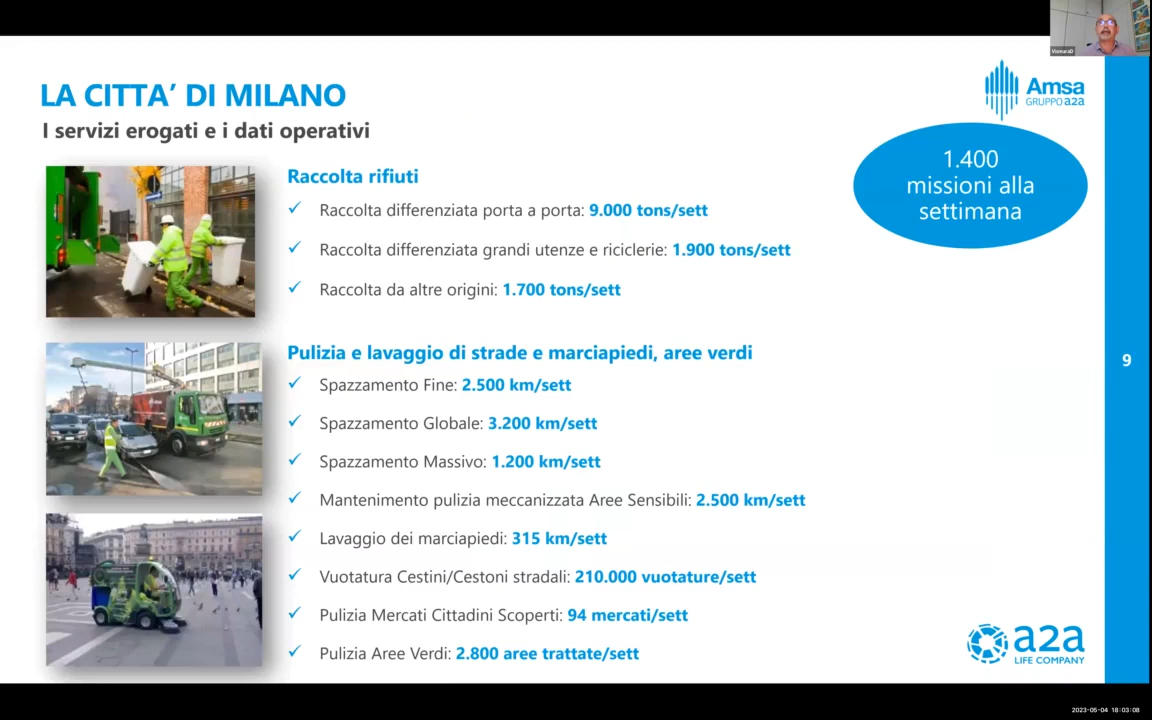 VismaraD
LA CITTA’ DI MILANO
I servizi erogati e i dati operativi
Amsa
GRUPPO a2a
1.400
missioni alla
settimana
Raccolta rifiuti
✓ Raccolta differenziata porta a porta: 9.000 tons/sett
✓ Raccolta differenziata grandi utenze e riciclerie: 1.900 tons/sett
✓ Raccolta da altre origini: 1.700 tons/sett
Pulizia e lavaggio di strade e marciapiedi, aree verdi
✓ Spazzamento Fine: 2.500 km/sett
✓ Spazzamento Globale: 3.200 km/sett
✓ Spazzamento Massivo: 1.200 km/sett
✓ Mantenimento pulizia meccanizzata Aree Sensibili: 2.500 km/sett
✓ Lavaggio dei marciapiedi: 315 km/sett
✓ Vuotatura Cestini/Cestoni stradali: 210.000 vuotature/sett
✓ Pulizia Mercati Cittadini Scoperti: 94 mercati/sett
✓ Pulizia Aree Verdi: 2.800 aree trattate/sett
9
a2a
LIFE COMPANY
2023-05-04 18:03:08